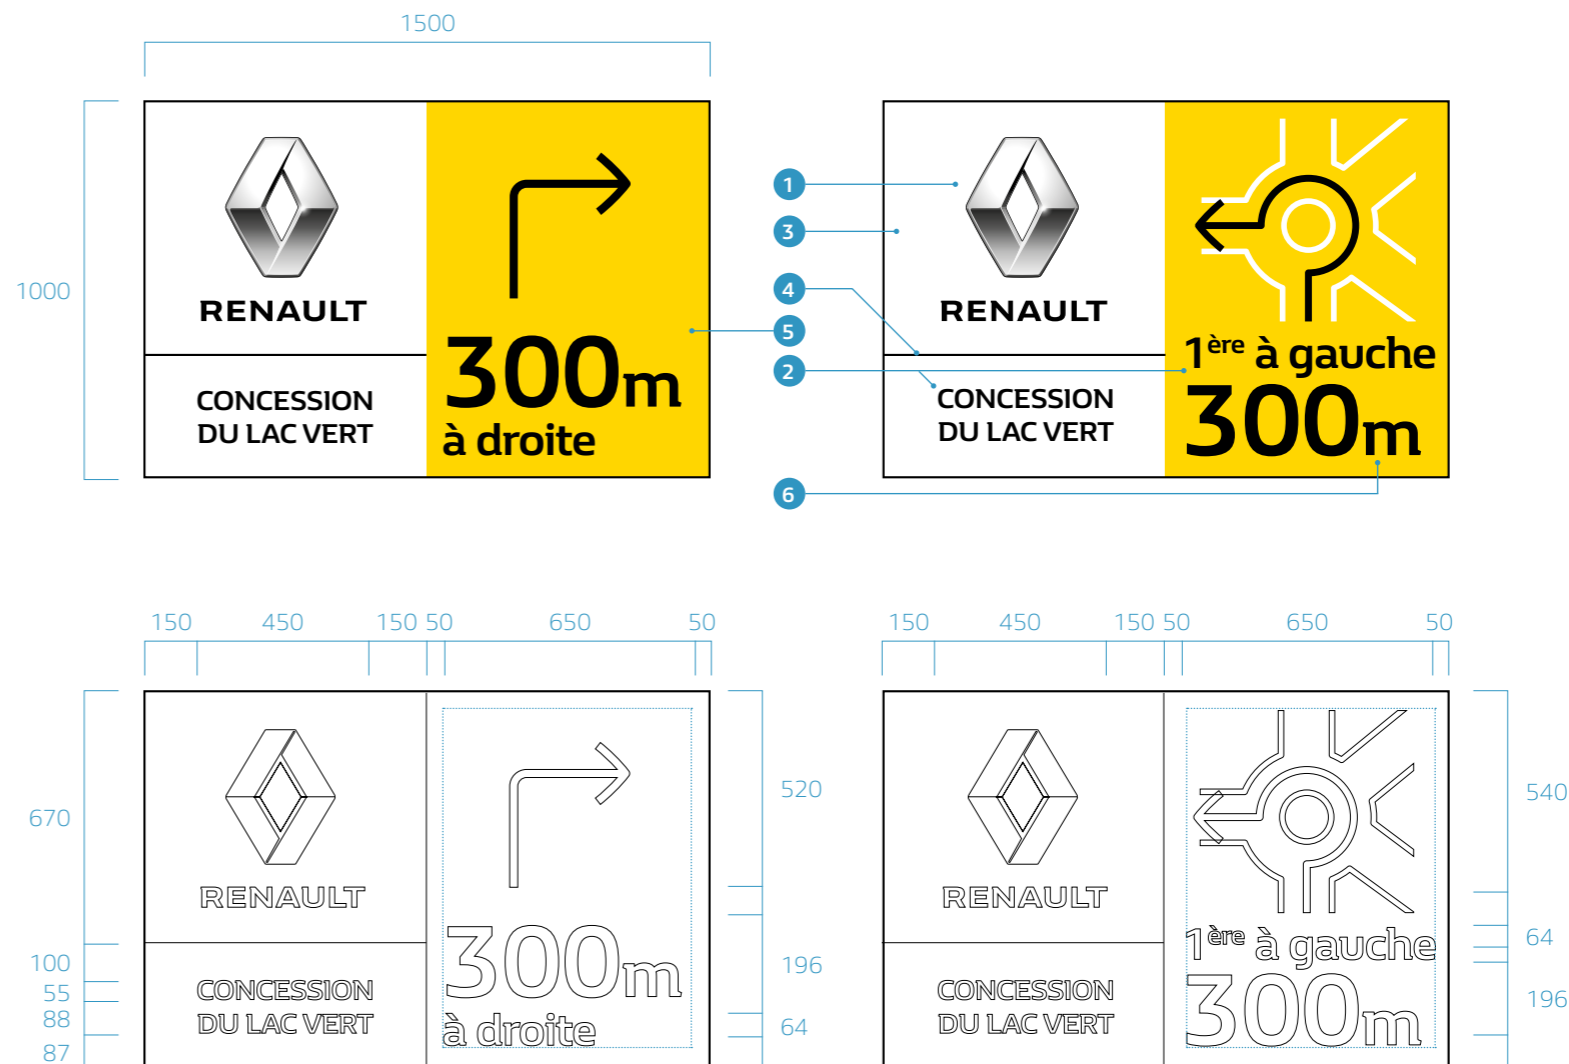 1500
1000
RENAULT
CONCESSION
DU LAC VERT
300m
à droite
1
3
4
5
2
6
RENAULT
CONCESSION
DU LAC VERT
1ère à gauche
300m
150 450 150 50 650 50
670
100
55
88
87
RENAULT
CONCESSION
DU LAC VERT
300m
à droite
520
196
64
150 450 150 50 650 50
RENAULT
CONCESSION
DU LAC VERT
1ère à gauche
300m
540
64
196